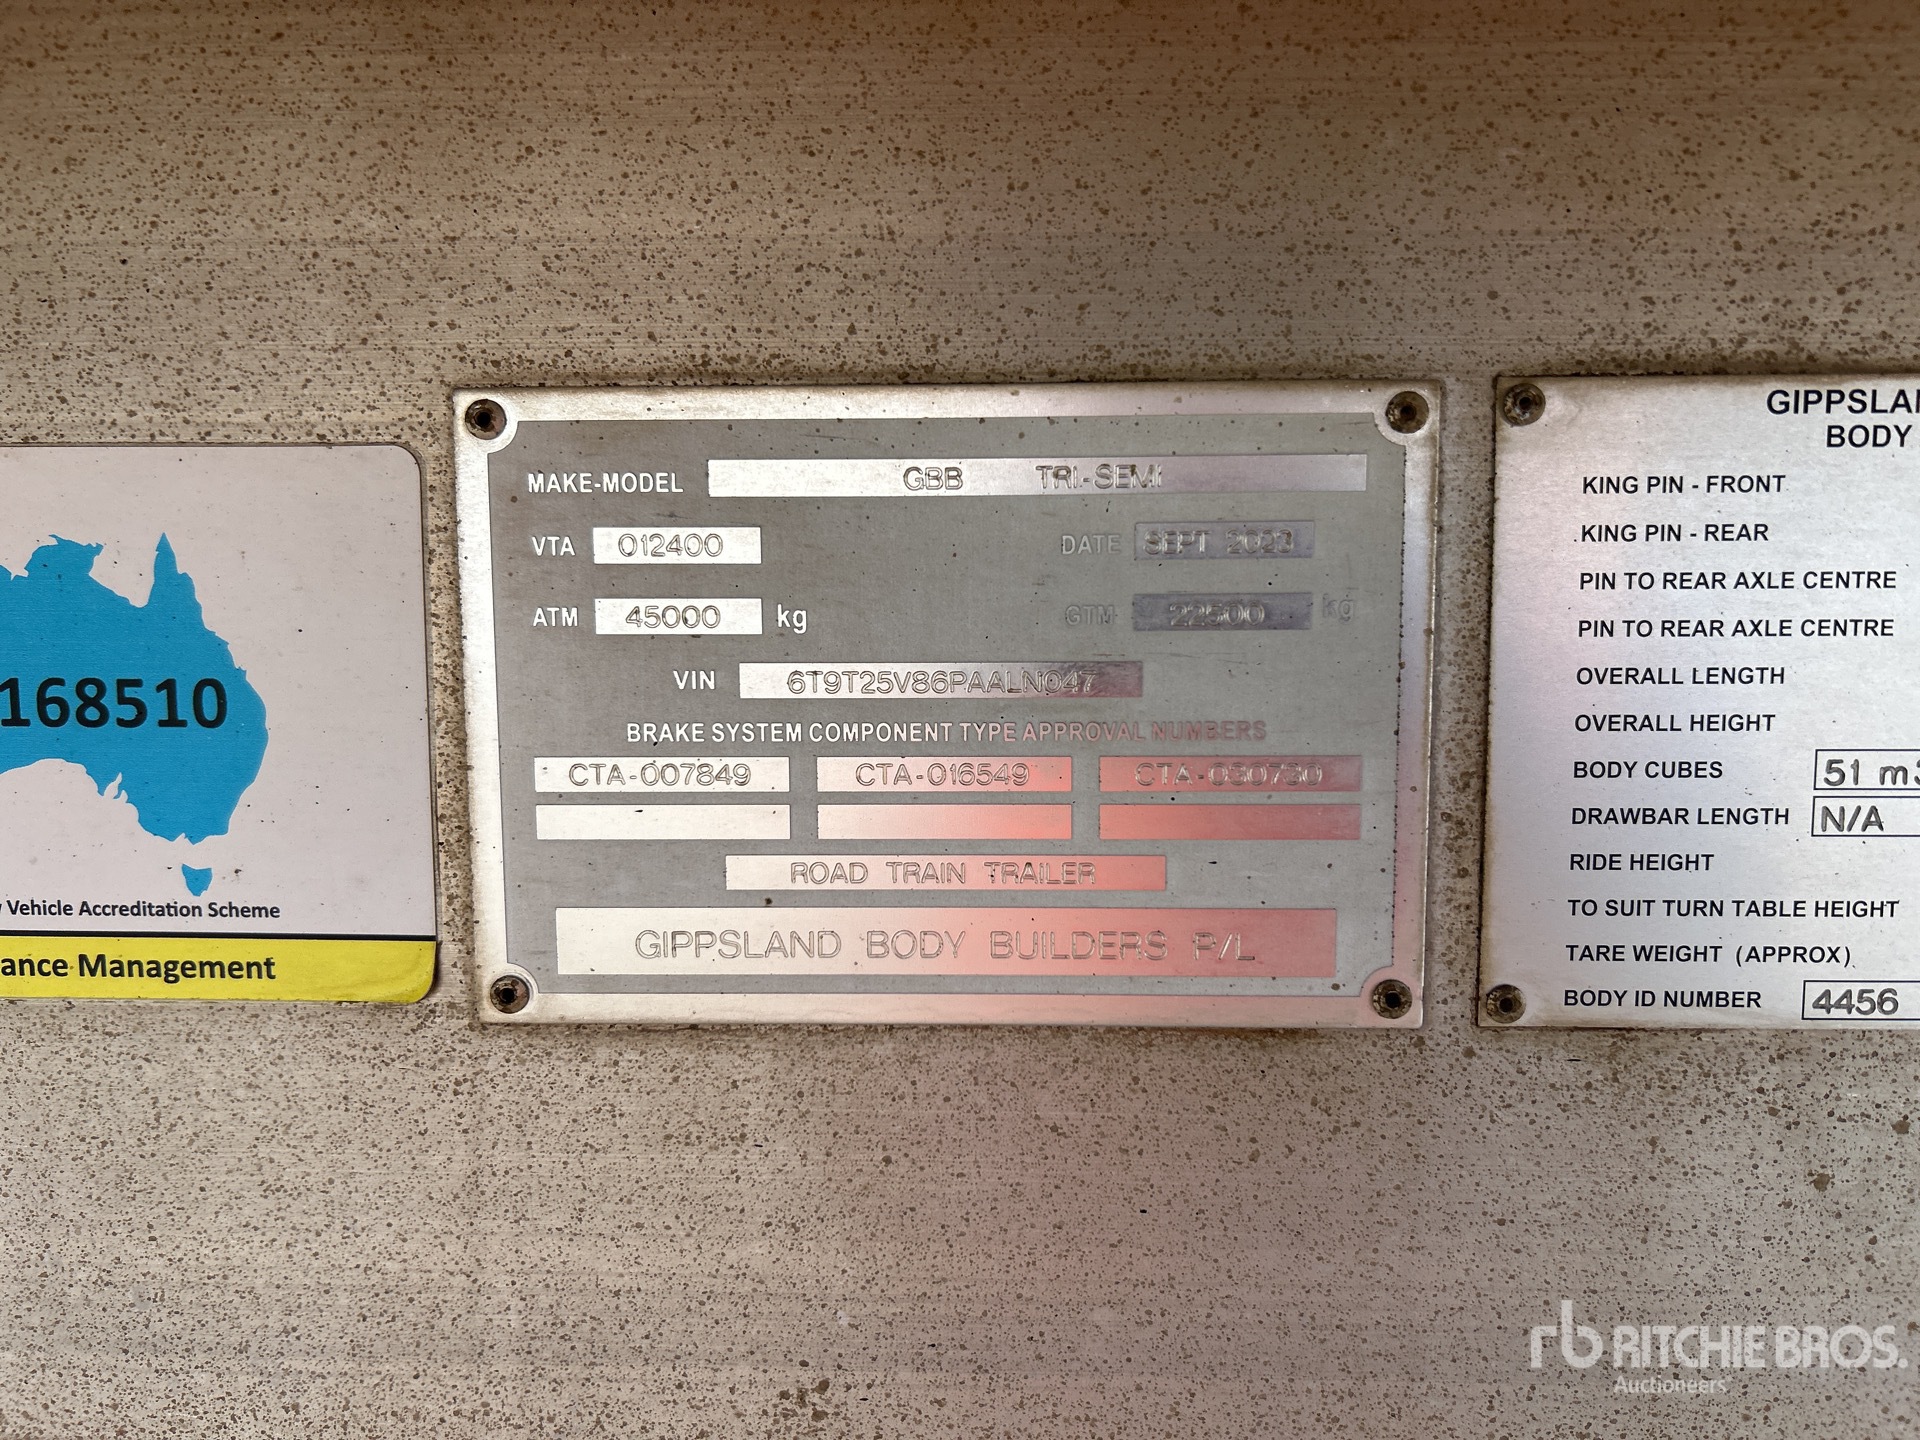 168510
Vehicle Accreditation Scheme
ance Management
MAKE-MODEL GBB TRI-SEMI
VTA 012400 DATE SEPT 2023
ATM 45000 kg GTM 22500 kg
VIN 6T9T25V86PAALN047
BRAKE SYSTEM COMPONENT TYPE APPROVAL NUMBERS
CTA-007849 CTA-016549 CTA-030730
ROAD TRAIN TRAILER
GIPPSLAND BODY BUILDERS P/L
GIPPSLAN
BODY
KING PIN - FRONT
KING PIN - REAR
PIN TO REAR AXLE CENTRE
PIN TO REAR AXLE CENTRE
OVERALL LENGTH
OVERALL HEIGHT
BODY CUBES 51 m3
DRAWBAR LENGTH N/A
RIDE HEIGHT
TO SUIT TURN TABLE HEIGHT
TARE WEIGHT (APPROX)
BODY ID NUMBER 4456
rb RITCHIE BROS.
Auctioneers